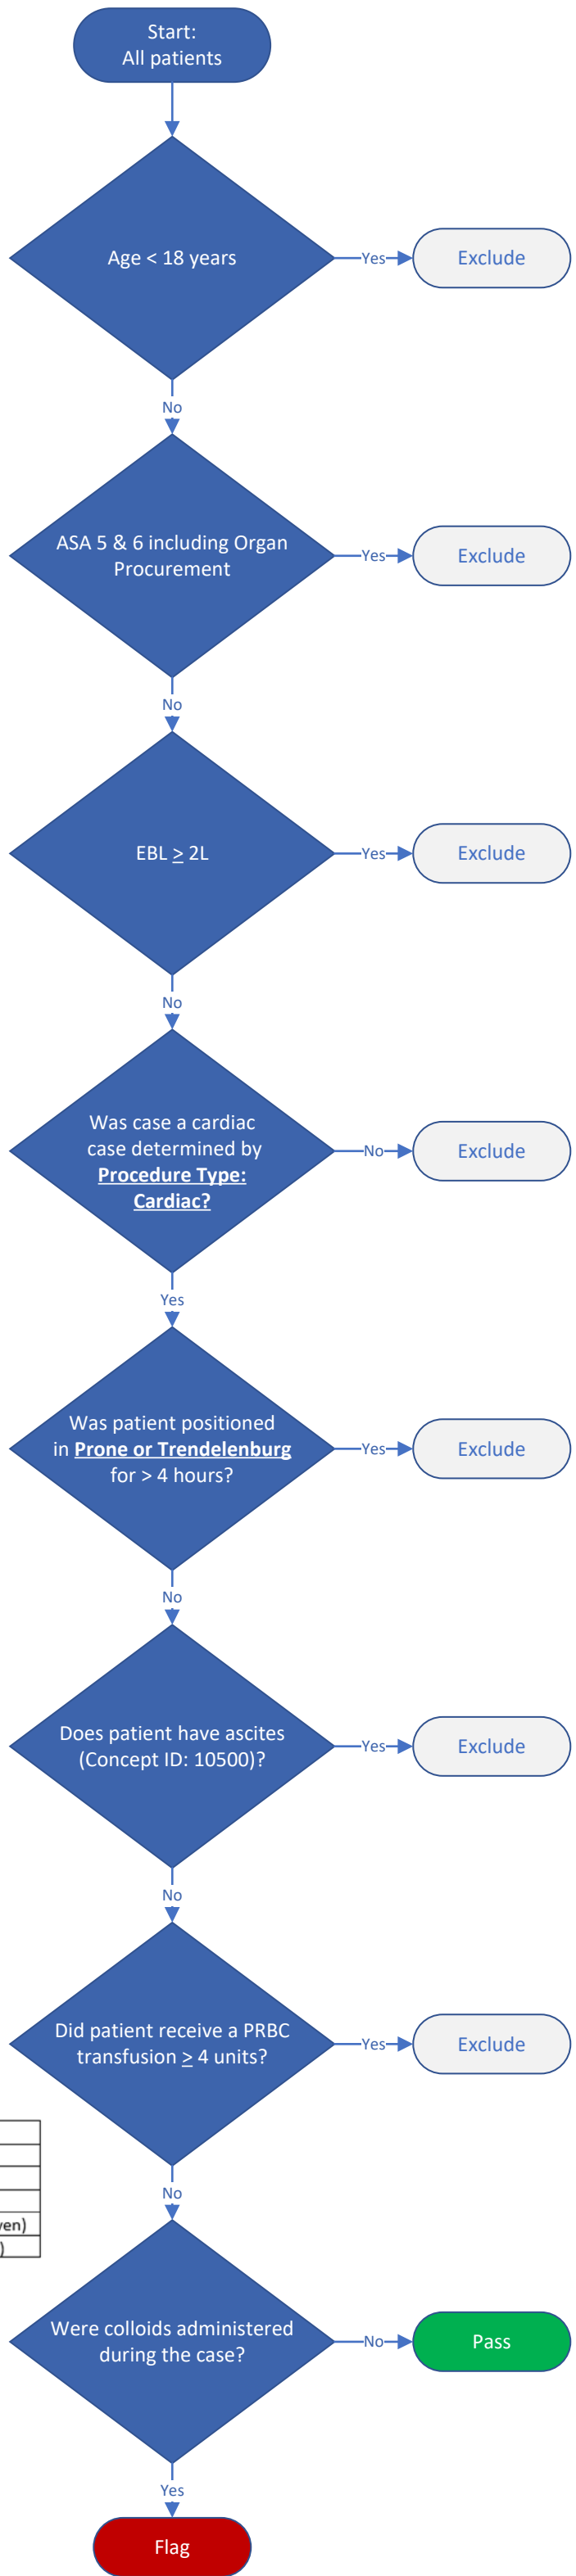 Start:
All patients
Age < 18 years
Yes
Exclude
No
ASA 5 & 6 including Organ
Procurement
Yes
Exclude
No
EBL ≥ 2L
Yes
Exclude
No
Was case a cardiac
case determined by
Procedure Type:
Cardiac?
No
Exclude
Yes
Was patient positioned
in Prone or Trendelenburg
for > 4 hours?
Yes
Exclude
No
Does patient have ascites
(Concept ID: 10500)?
Yes
Exclude
No
Did patient receive a PRBC
transfusion ≥ 4 units?
Yes
Exclude
No
ven)
)
Were colloids administered
during the case?
No
Pass
Yes
Flag